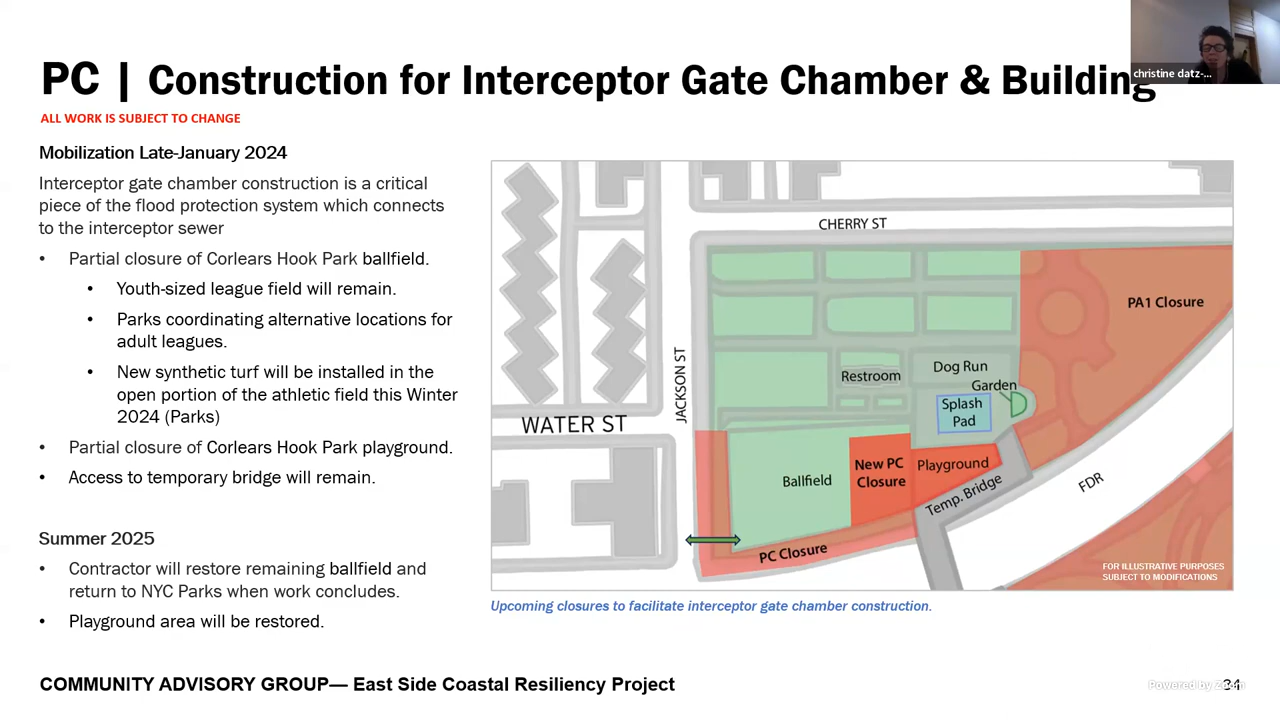 PC | Construction for Interceptor Gate Chamber & Building
christine datz-...
ALL WORK IS SUBJECT TO CHANGE
Mobilization Late-January 2024
Interceptor gate chamber construction is a critical
piece of the flood protection system which connects
to the interceptor sewer
• Partial closure of Corlears Hook Park ballfield.
• Youth-sized league field will remain.
• Parks coordinating alternative locations for
adult leagues.
• New synthetic turf will be installed in the
open portion of the athletic field this Winter
2024 (Parks)
• Partial closure of Corlears Hook Park playground.
• Access to temporary bridge will remain.
Summer 2025
• Contractor will restore remaining ballfield and
return to NYC Parks when work concludes.
• Playground area will be restored.
CHERRY ST
PA1 Closure
JACKSON ST
Restroom
Dog Run
Garden
Splash
Pad
WATER ST
Ballfield
New PC
Closure
Playground
Temp. Bridge
FDR
PC Closure
FOR ILLUSTRATIVE PURPOSES
SUBJECT TO MODIFICATIONS
Upcoming closures to facilitate interceptor gate chamber construction.
COMMUNITY ADVISORY GROUP— East Side Coastal Resiliency Project
Powered by Zoom